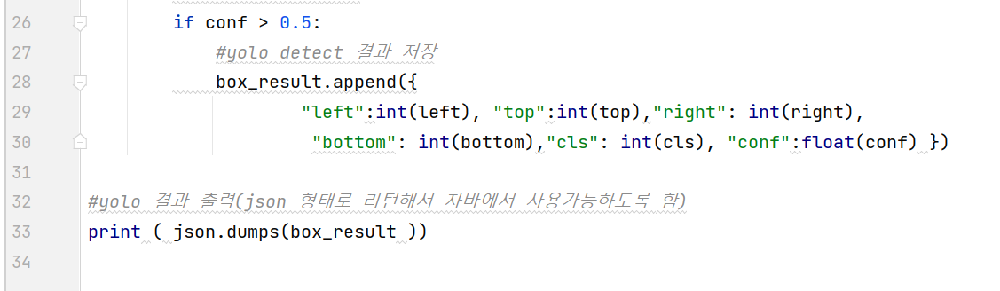 26 if conf > 0.5:
27 #yolo detect 결과 저장
28 box_result.append({
29 "left":int(left), "top":int(top),"right": int(right),
30 "bottom": int(bottom),"cls": int(cls), "conf":float(conf) })
31
32 #yolo 결과 출력(json 형태로 리턴해서 자바에서 사용가능하도록 함)
33 print ( json.dumps(box_result ))
34